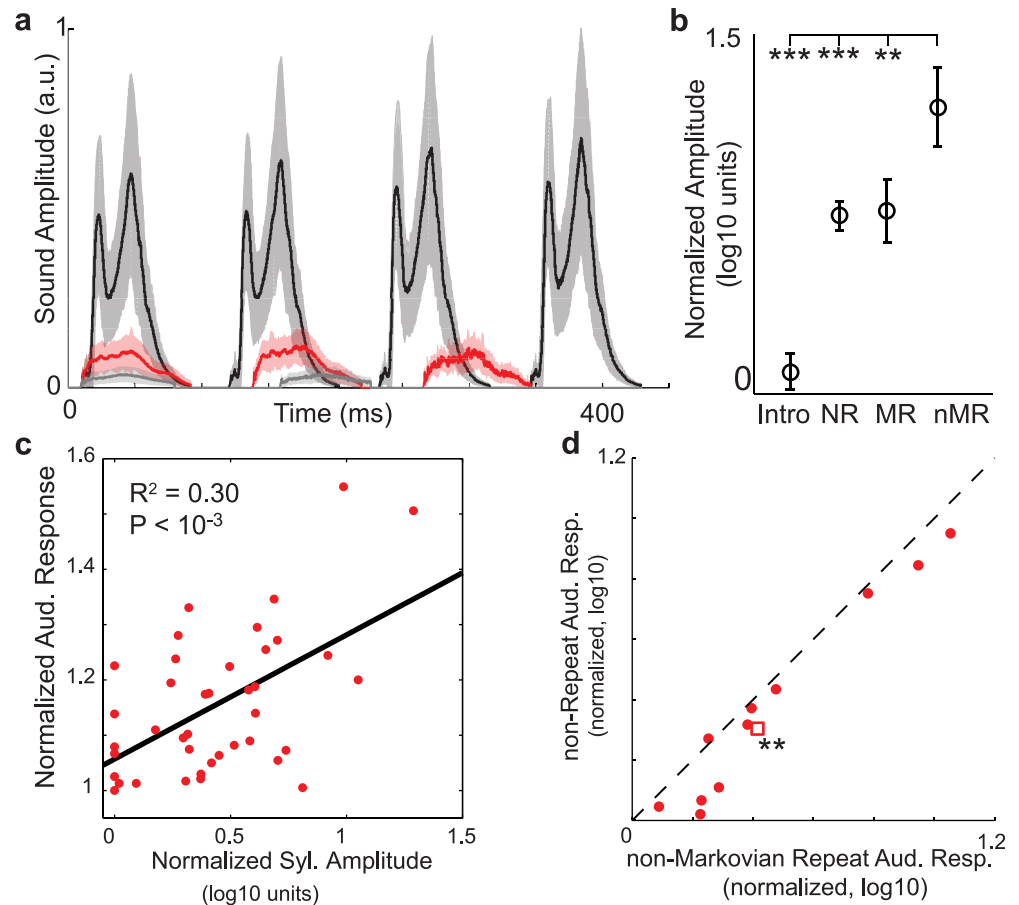 a
Sound Amplitude (a.u.)
1
0
0
Time (ms)
400
b
Normalized Amplitude
(log10 units)
1.5
0
*** *** **
Intro NR MR nMR
c
Normalized Aud. Response
1.6
1.4
1.2
1
R² = 0.30
P < 10⁻³
0 0.5 1 1.5
Normalized Syl. Amplitude
(log10 units)
d
non-Repeat Aud. Resp.
(normalized, log10)
1.2
**
0 1.2
non-Markovian Repeat Aud. Resp.
(normalized, log10)